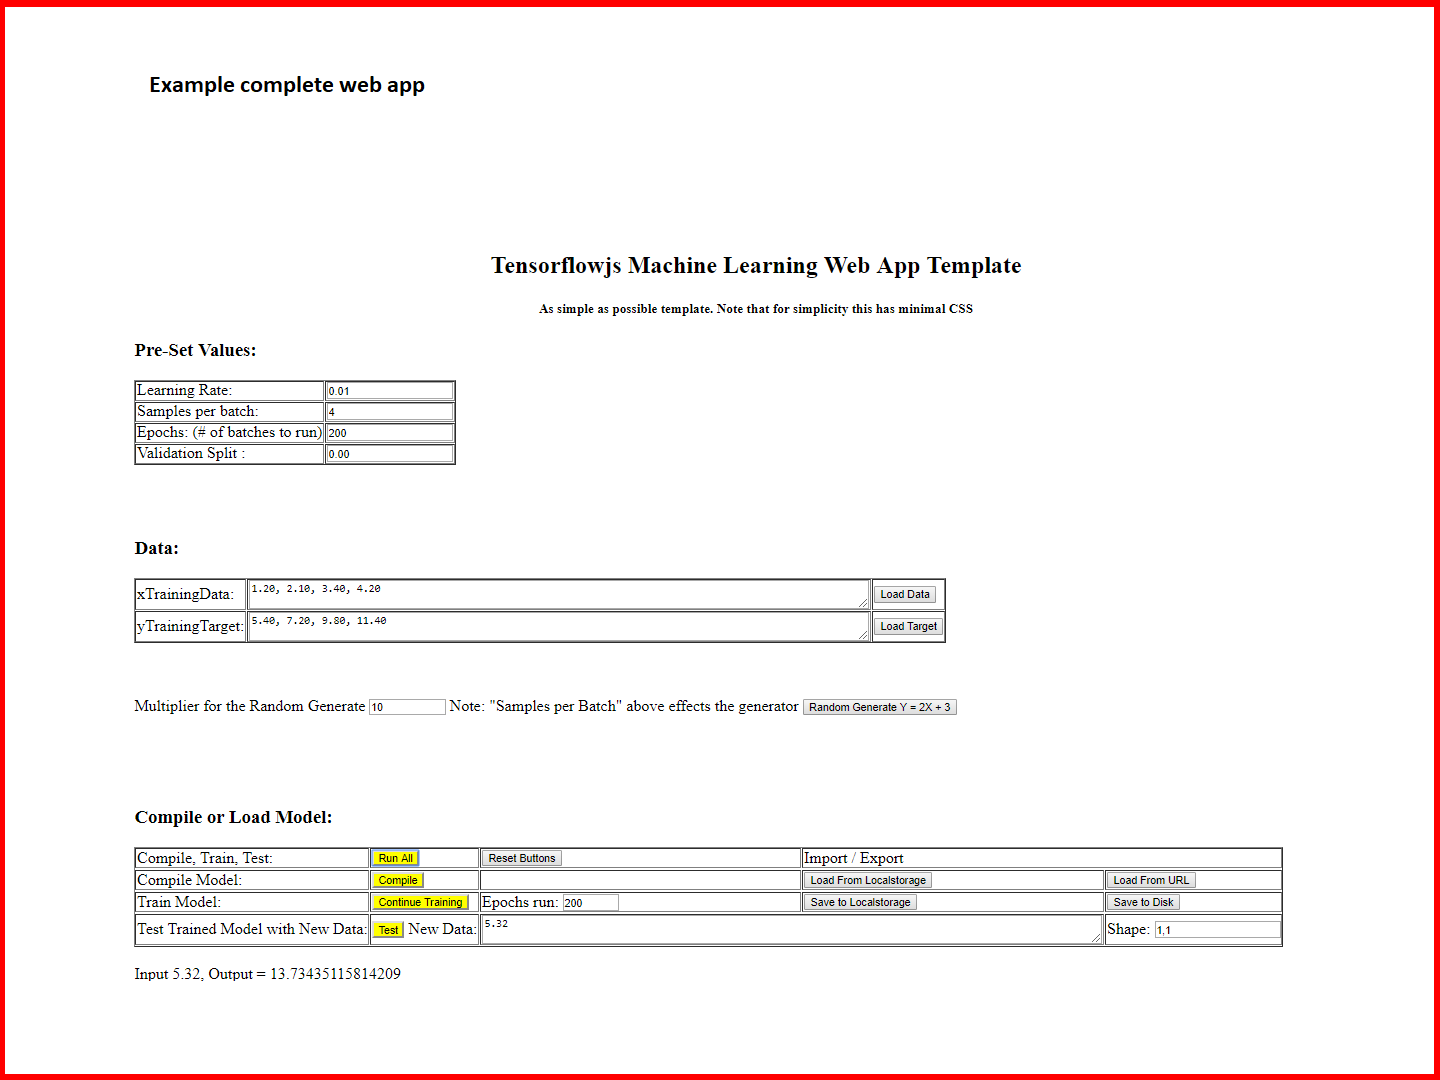 Example complete web app
Tensorflowjs Machine Learning Web App Template
As simple as possible template. Note that for simplicity this has minimal CSS
Pre-Set Values:
Learning Rate: 0.01
Samples per batch: 4
Epochs: (# of batches to run) 200
Validation Split : 0.00
Data:
xTrainingData: 1.20, 2.10, 3.40, 4.20 Load Data
yTrainingTarget: 5.40, 7.20, 9.80, 11.40 Load Target
Multiplier for the Random Generate 10 Note: "Samples per Batch" above effects the generator Random Generate Y = 2X + 3
Compile or Load Model:
Compile, Train, Test: Run All Reset Buttons Import / Export
Compile Model: Compile Load From Localstorage Load From URL
Train Model: Continue Training Epochs run: 200 Save to Localstorage Save to Disk
Test Trained Model with New Data: Test New Data: 5.32 Shape: 1,1
Input 5.32, Output = 13.73435115814209